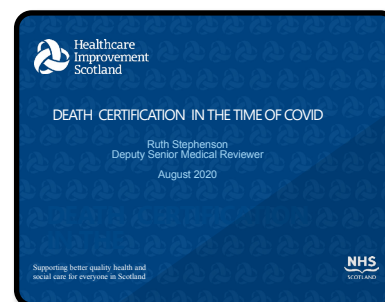 Healthcare
Improvement
Scotland
DEATH CERTIFICATION IN THE TIME OF COVID
Ruth Stephenson
Deputy Senior Medical Reviewer
August 2020
Supporting better quality health and
social care for everyone in Scotland
NHS
SCOTLAND